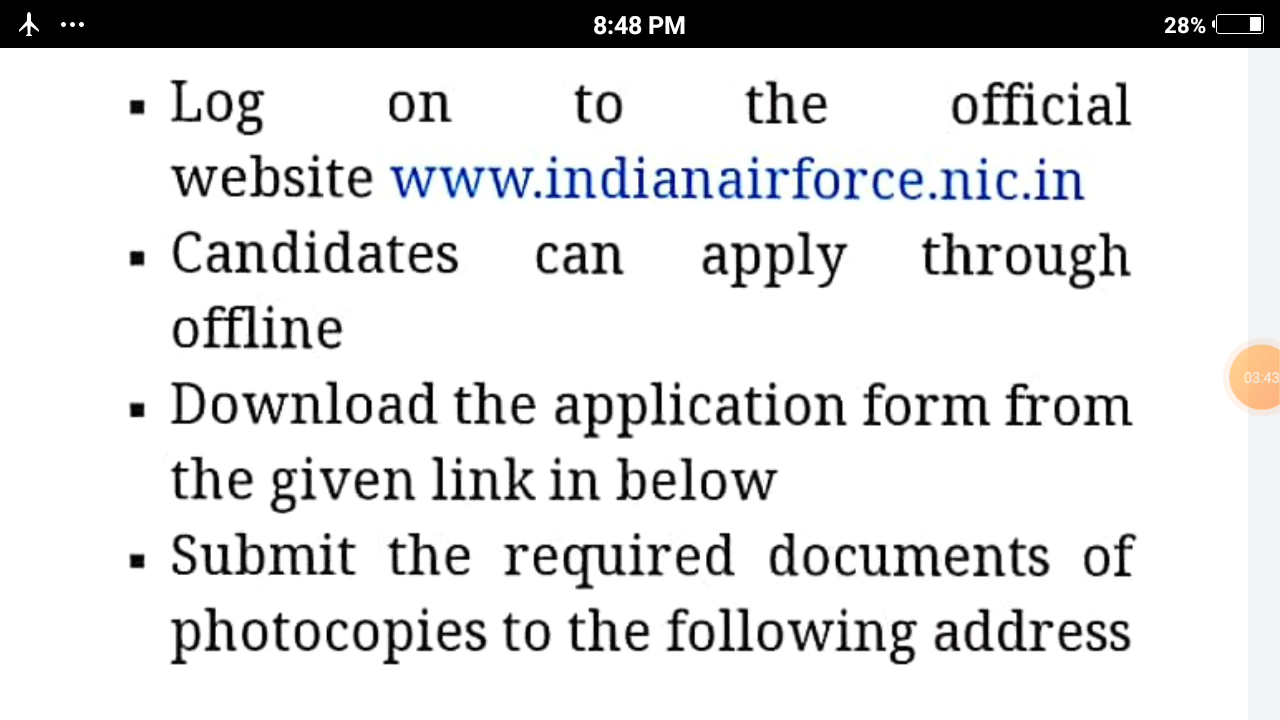 8:48 PM
28%
▪ Log on to the official
website www.indianairforce.nic.in
▪ Candidates can apply through
offline
▪ Download the application form from
the given link in below
▪ Submit the required documents of
photocopies to the following address
03:43